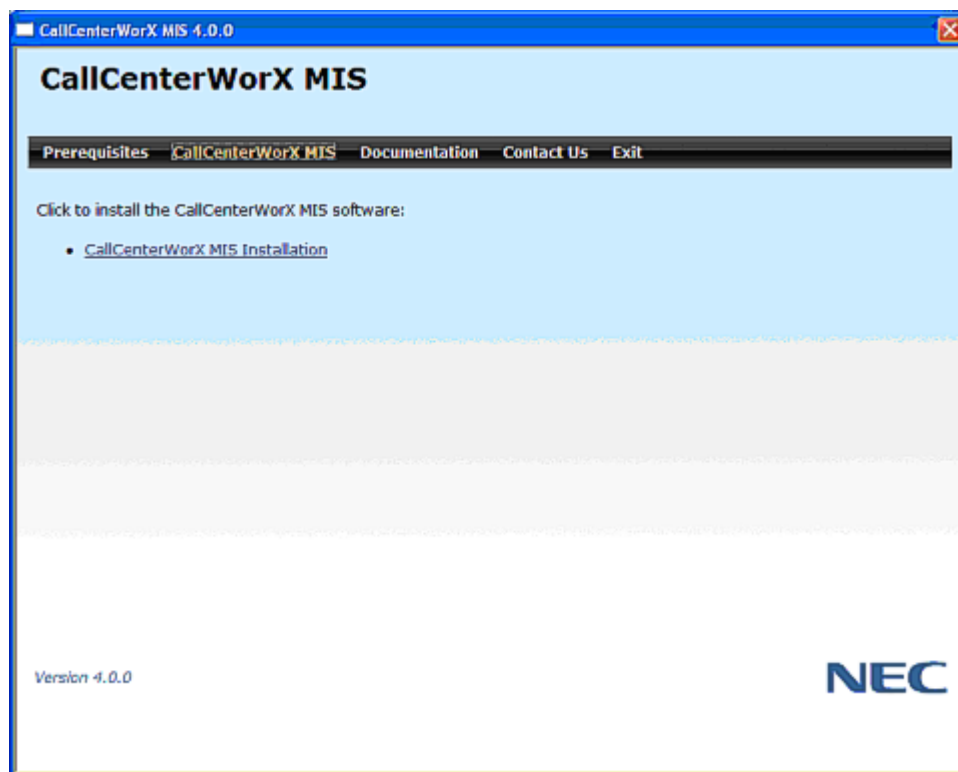 CallCenterWorX MIS 4.0.0
CallCenterWorX MIS
Prerequisites CallCenterWorX MIS Documentation Contact Us Exit
Click to install the CallCenterWorX MIS software:
• CallCenterWorX MIS Installation
Version 4.0.0
NEC